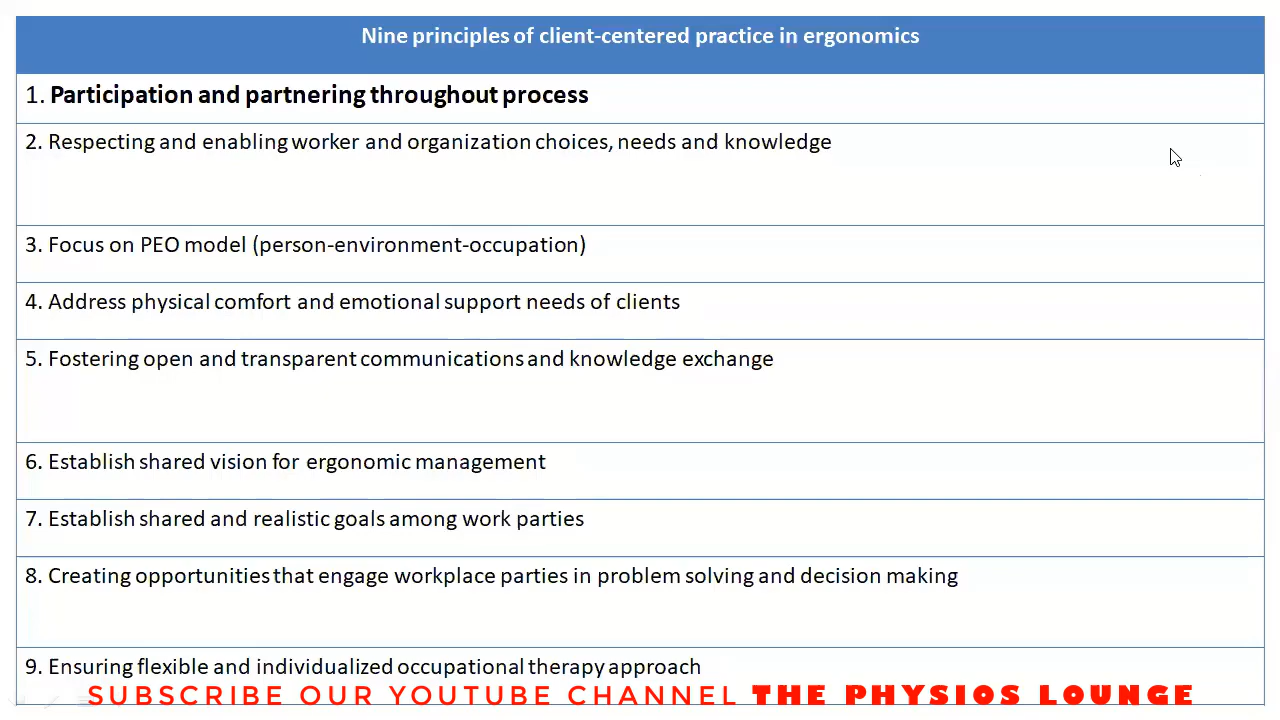 Nine principles of client-centered practice in ergonomics
1. Participation and partnering throughout process
2. Respecting and enabling worker and organization choices, needs and knowledge
3. Focus on PEO model (person-environment-occupation)
4. Address physical comfort and emotional support needs of clients
5. Fostering open and transparent communications and knowledge exchange
6. Establish shared vision for ergonomic management
7. Establish shared and realistic goals among work parties
8. Creating opportunities that engage workplace parties in problem solving and decision making
9. Ensuring flexible and individualized occupational therapy approach
SUBSCRIBE OUR YOUTUBE CHANNEL THE PHYSIOS LOUNGE